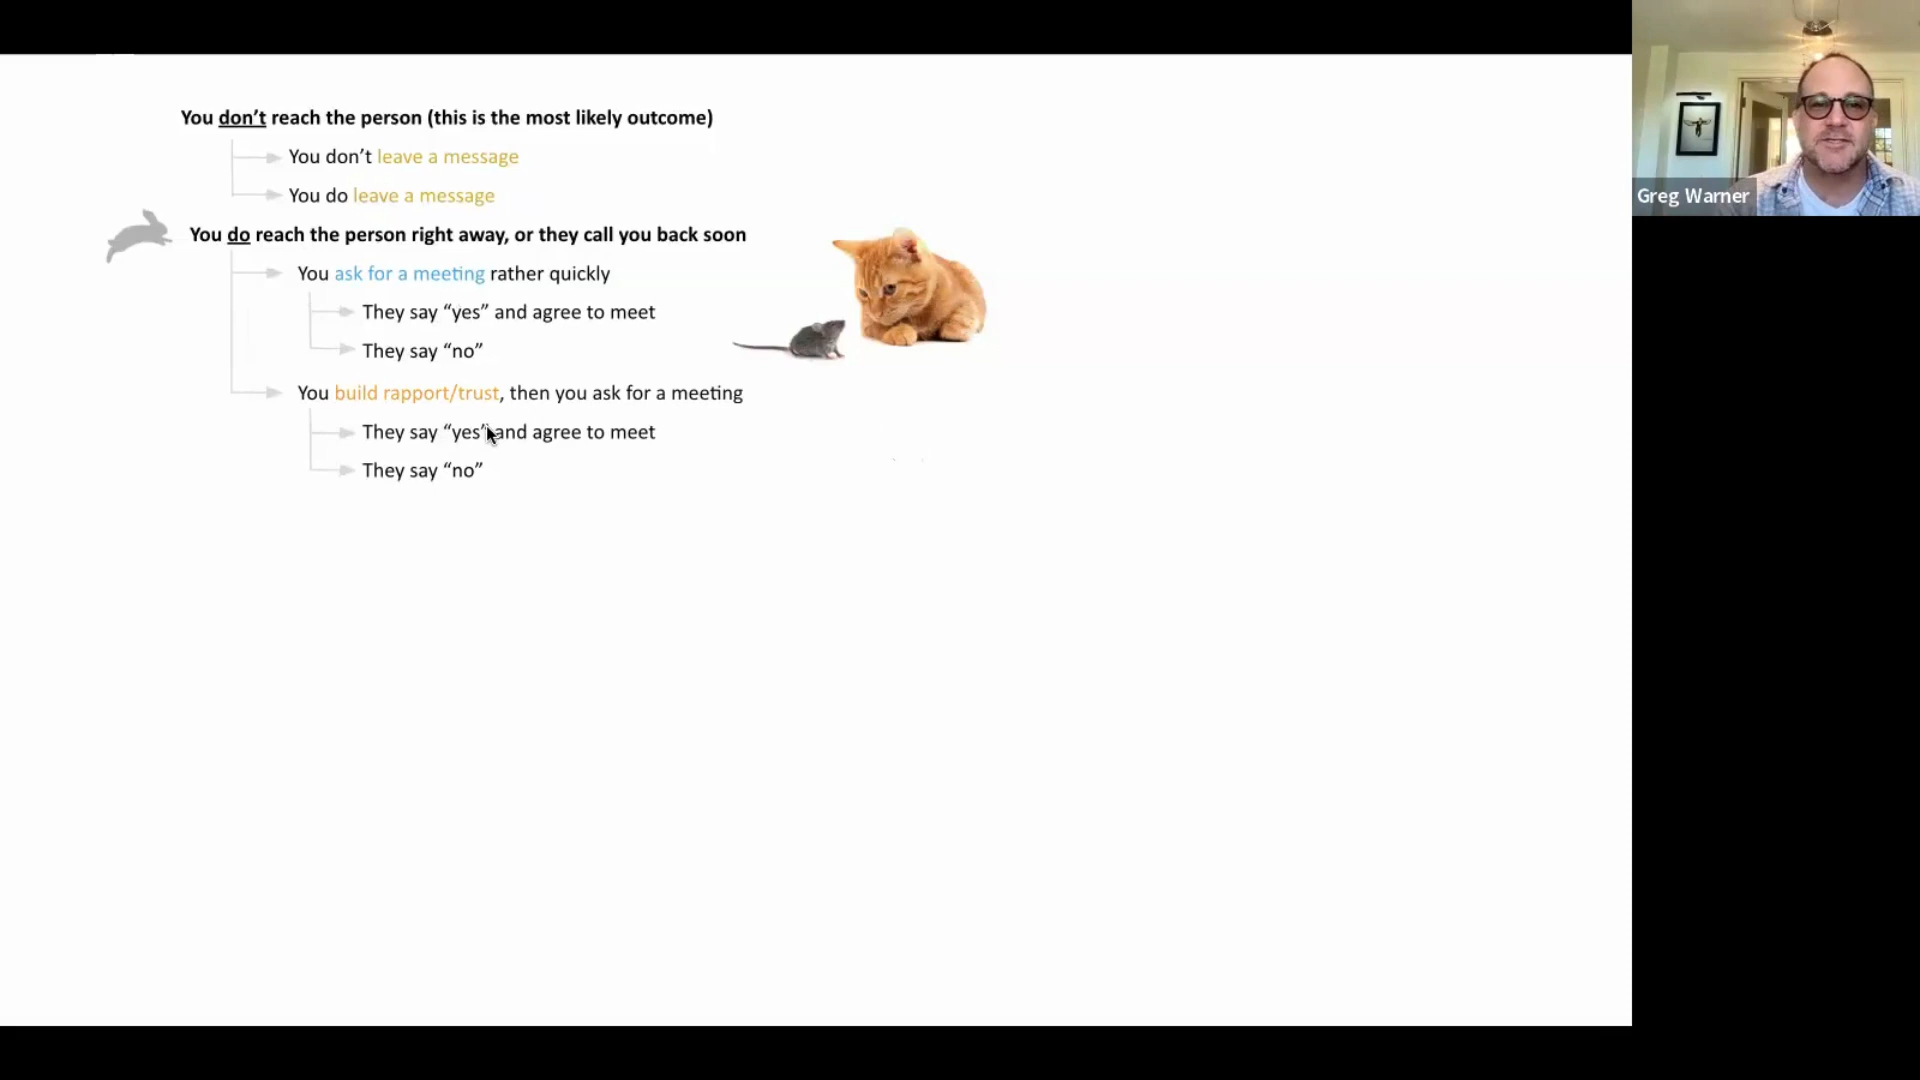 You don’t reach the person (this is the most likely outcome)
You don’t leave a message
You do leave a message
You do reach the person right away, or they call you back soon
You ask for a meeting rather quickly
They say “yes” and agree to meet
They say “no”
You build rapport/trust, then you ask for a meeting
They say “yes” and agree to meet
They say “no”
Greg Warner